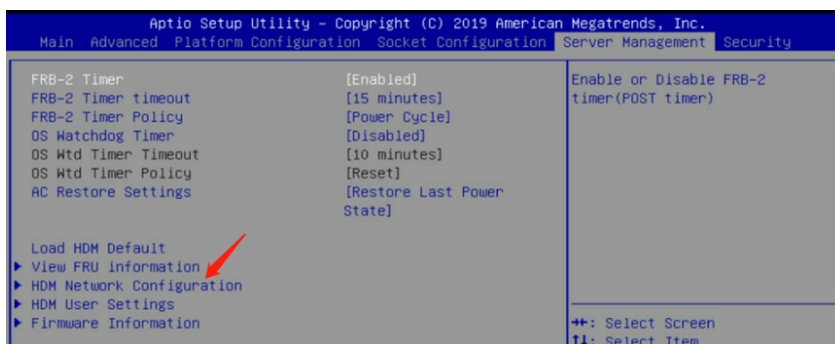 Aptio Setup Utility – Copyright (C) 2019 American Megatrends, Inc.
Main Advanced Platform Configuration Socket Configuration Server Management Security
FRB-2 Timer [Enabled]
FRB-2 Timer timeout [15 minutes]
FRB-2 Timer Policy [Power Cycle]
OS Watchdog Timer [Disabled]
OS Wtd Timer Timeout [10 minutes]
OS Wtd Timer Policy [Reset]
AC Restore Settings [Restore Last Power
State]
Load HDM Default
View FRU information
HDM Network Configuration
HDM User Settings
Firmware Information
Enable or Disable FRB-2
timer(POST timer)
→←: Select Screen
↑↓: Select Item